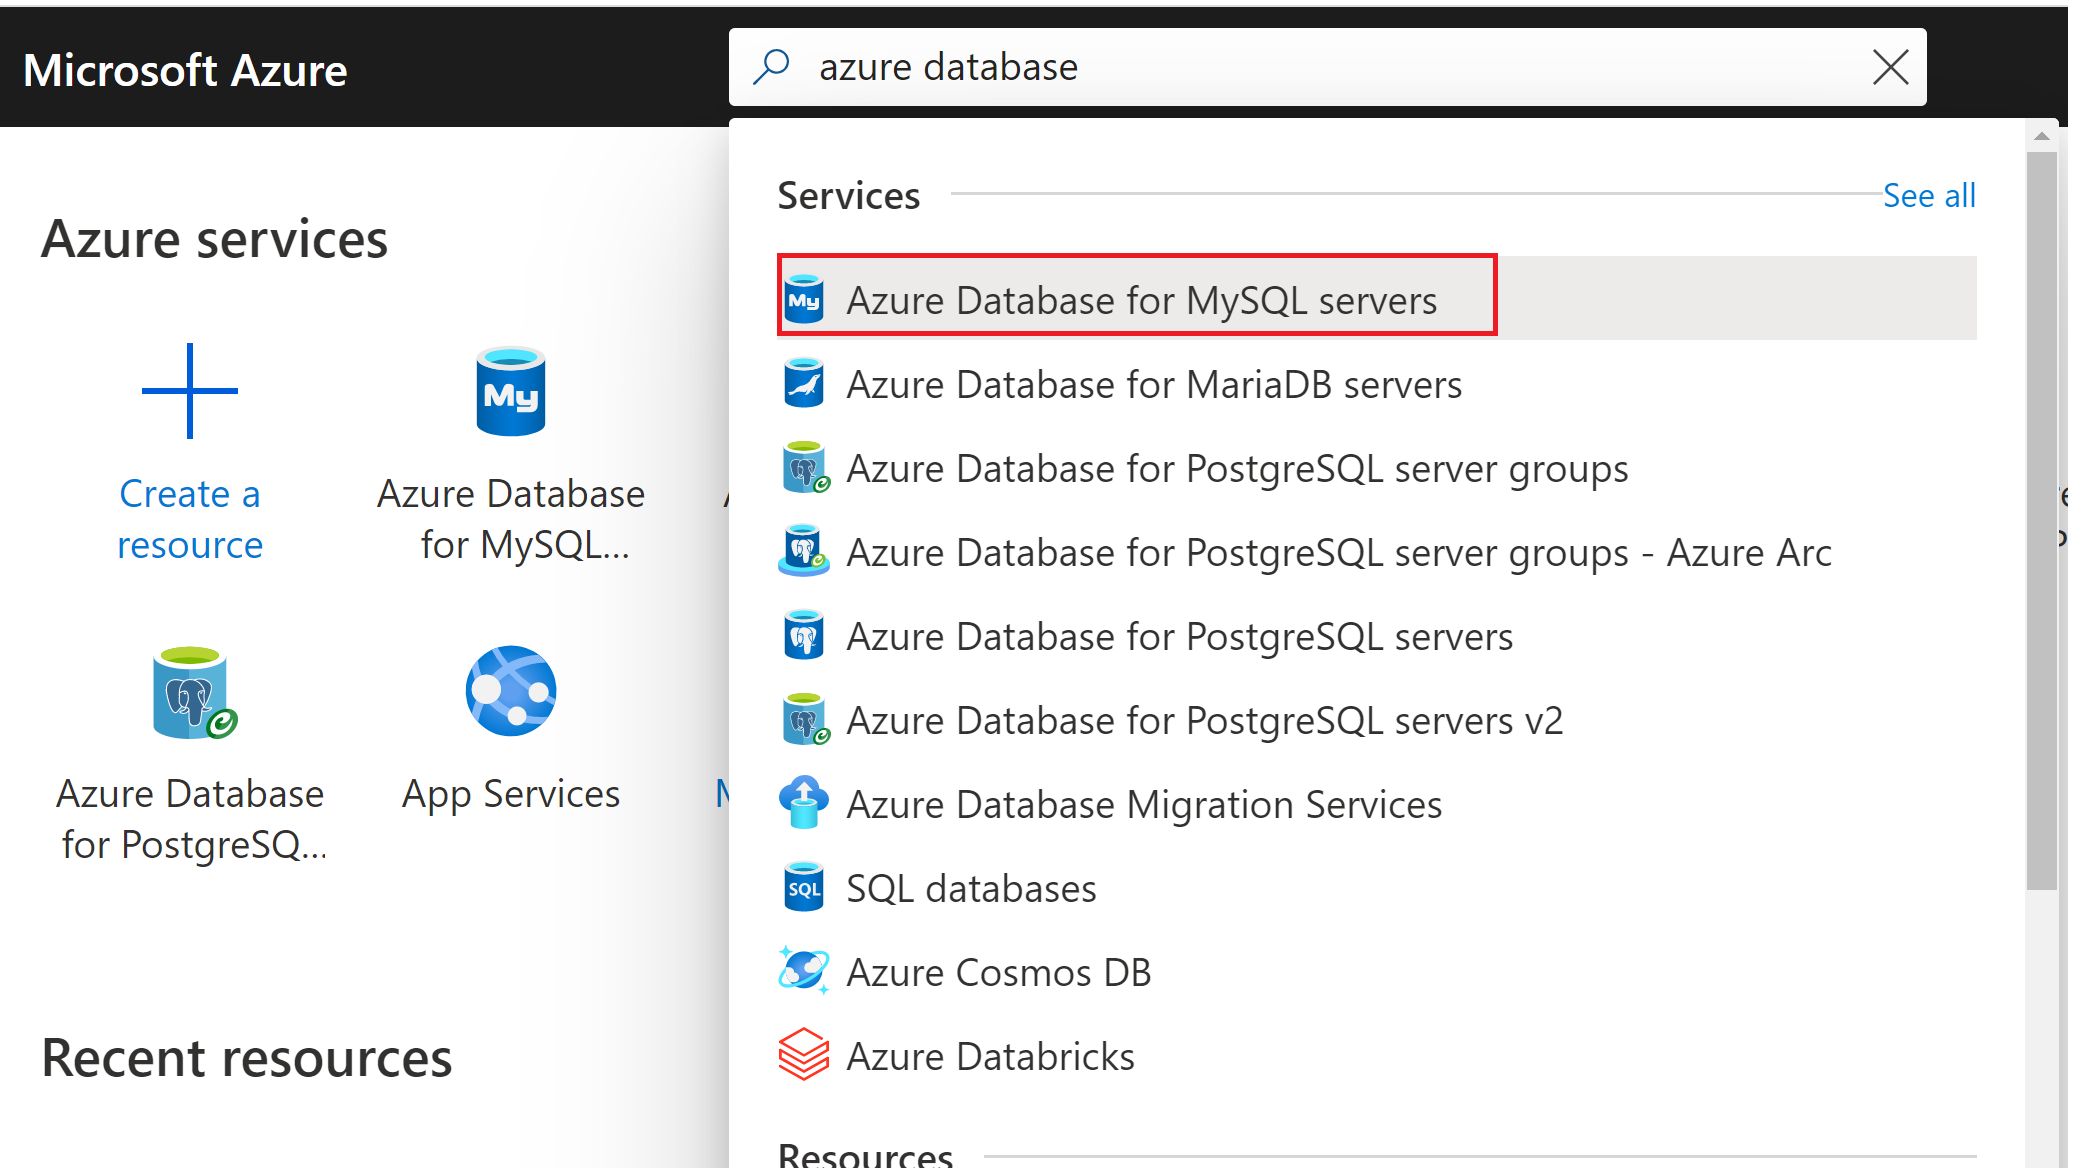 Microsoft Azure
azure database
Azure services
Create a
resource
Azure Database
for MySQL...
Azure Database
for PostgreSQ...
App Services
Recent resources
Services
See all
My Azure Database for MySQL servers
Azure Database for MariaDB servers
Azure Database for PostgreSQL server groups
Azure Database for PostgreSQL server groups - Azure Arc
Azure Database for PostgreSQL servers
Azure Database for PostgreSQL servers v2
Azure Database Migration Services
SQL SQL databases
Azure Cosmos DB
Azure Databricks
Resources
My